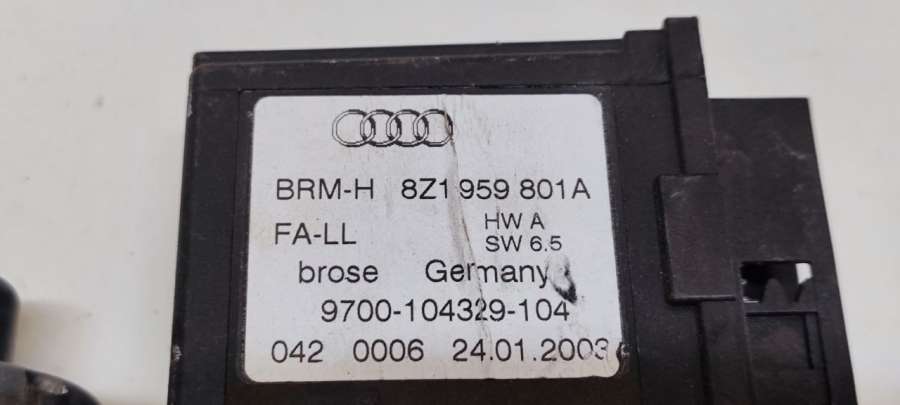 BRM-H 8Z1 959 801A
FA-LL HW A
SW 6.5
brose Germany
9700-104329-104
042 0006 24.01.2003